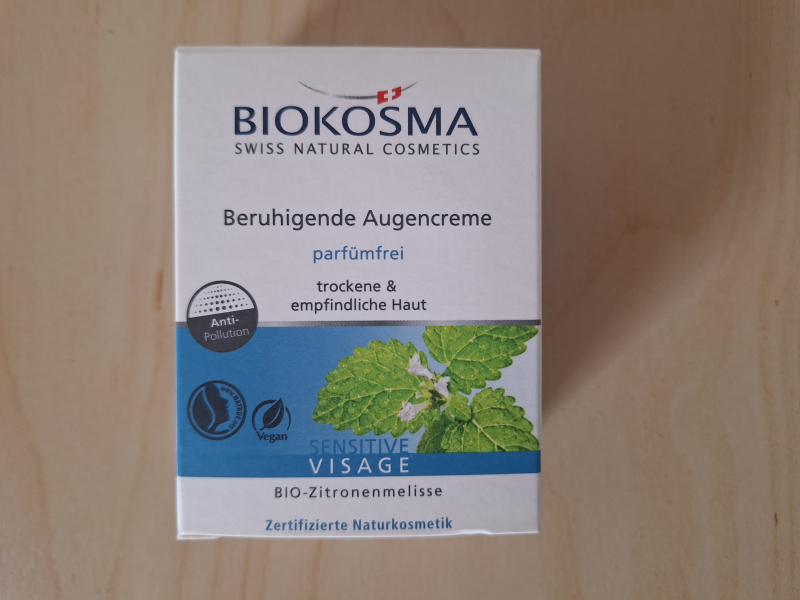 BIOKOSMA
SWISS NATURAL COSMETICS
Beruhigende Augencreme
parfümfrei
trockene &
empfindliche Haut
Anti-
Pollution
Vegan
SENSITIVE
VISAGE
BIO-Zitronenmelisse
Zertifizierte Naturkosmetik